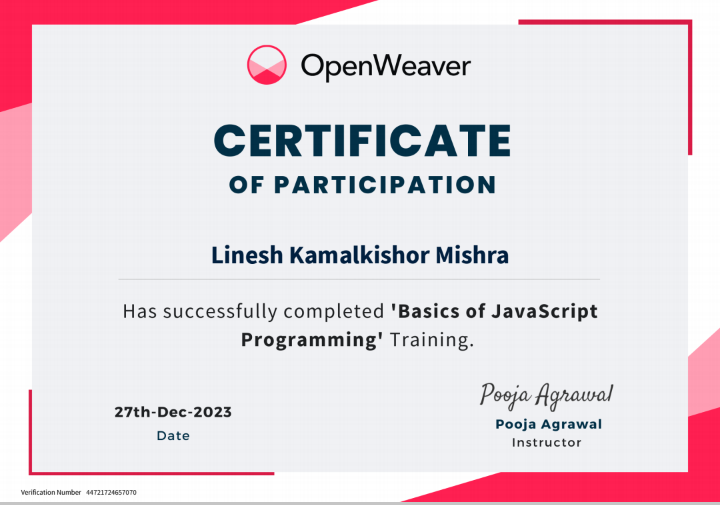 OpenWeaver
CERTIFICATE
OF PARTICIPATION
Linesh Kamalkishor Mishra
Has successfully completed 'Basics of JavaScript
Programming' Training.
27th-Dec-2023
Date
Pooja Agrawal
Pooja Agrawal
Instructor
Verification Number 44721724657070